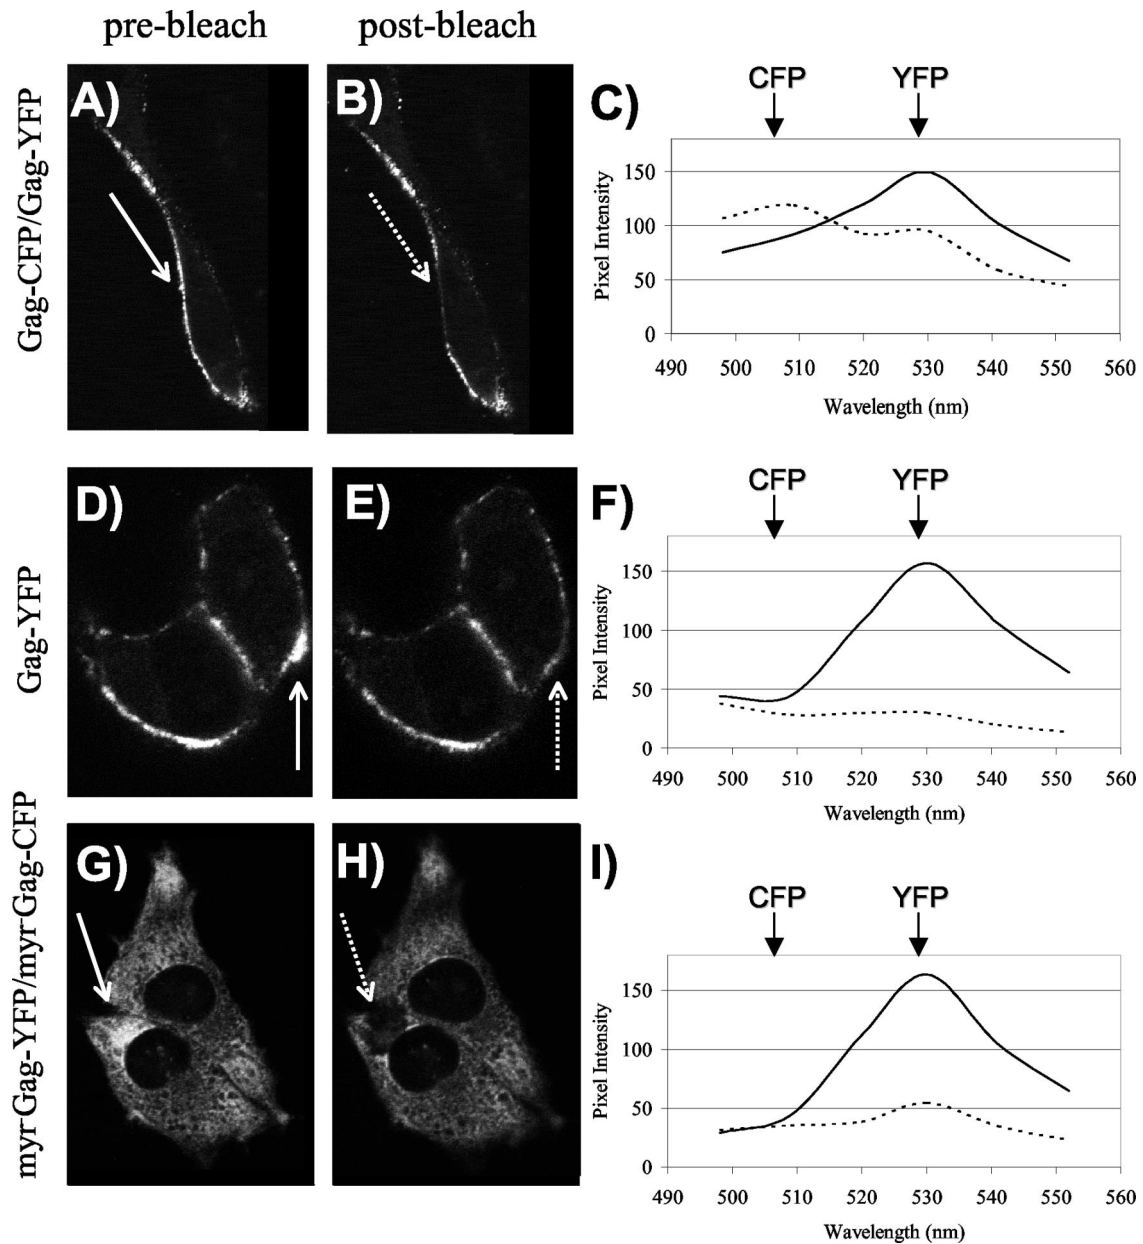 pre-bleach post-bleach
Gag-CFP/Gag-YFP
A)
B)
C)
CFP YFP
Pixel Intensity
150
100
50
0
490 500 510 520 530 540 550 560
Wavelength (nm)
Gag-YFP
D)
E)
F)
CFP YFP
Pixel Intensity
150
100
50
0
490 500 510 520 530 540 550 560
Wavelength (nm)
myr-Gag-YFP/myr-Gag-CFP
G)
H)
I)
CFP YFP
Pixel Intensity
150
100
50
0
490 500 510 520 530 540 550 560
Wavelength (nm)